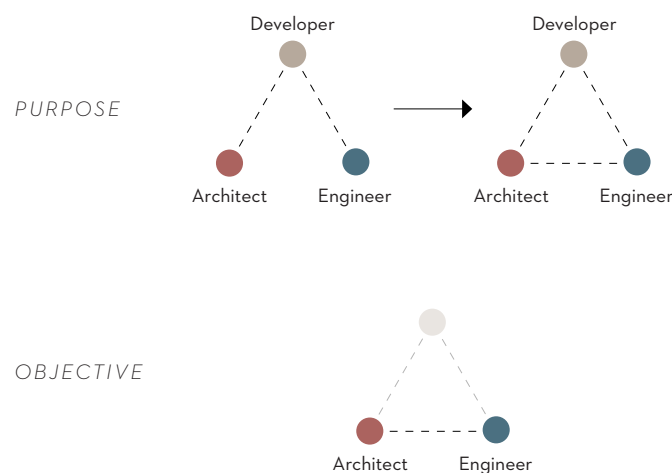 Developer Developer
PURPOSE
Architect Engineer Architect Engineer
OBJECTIVE
Architect Engineer